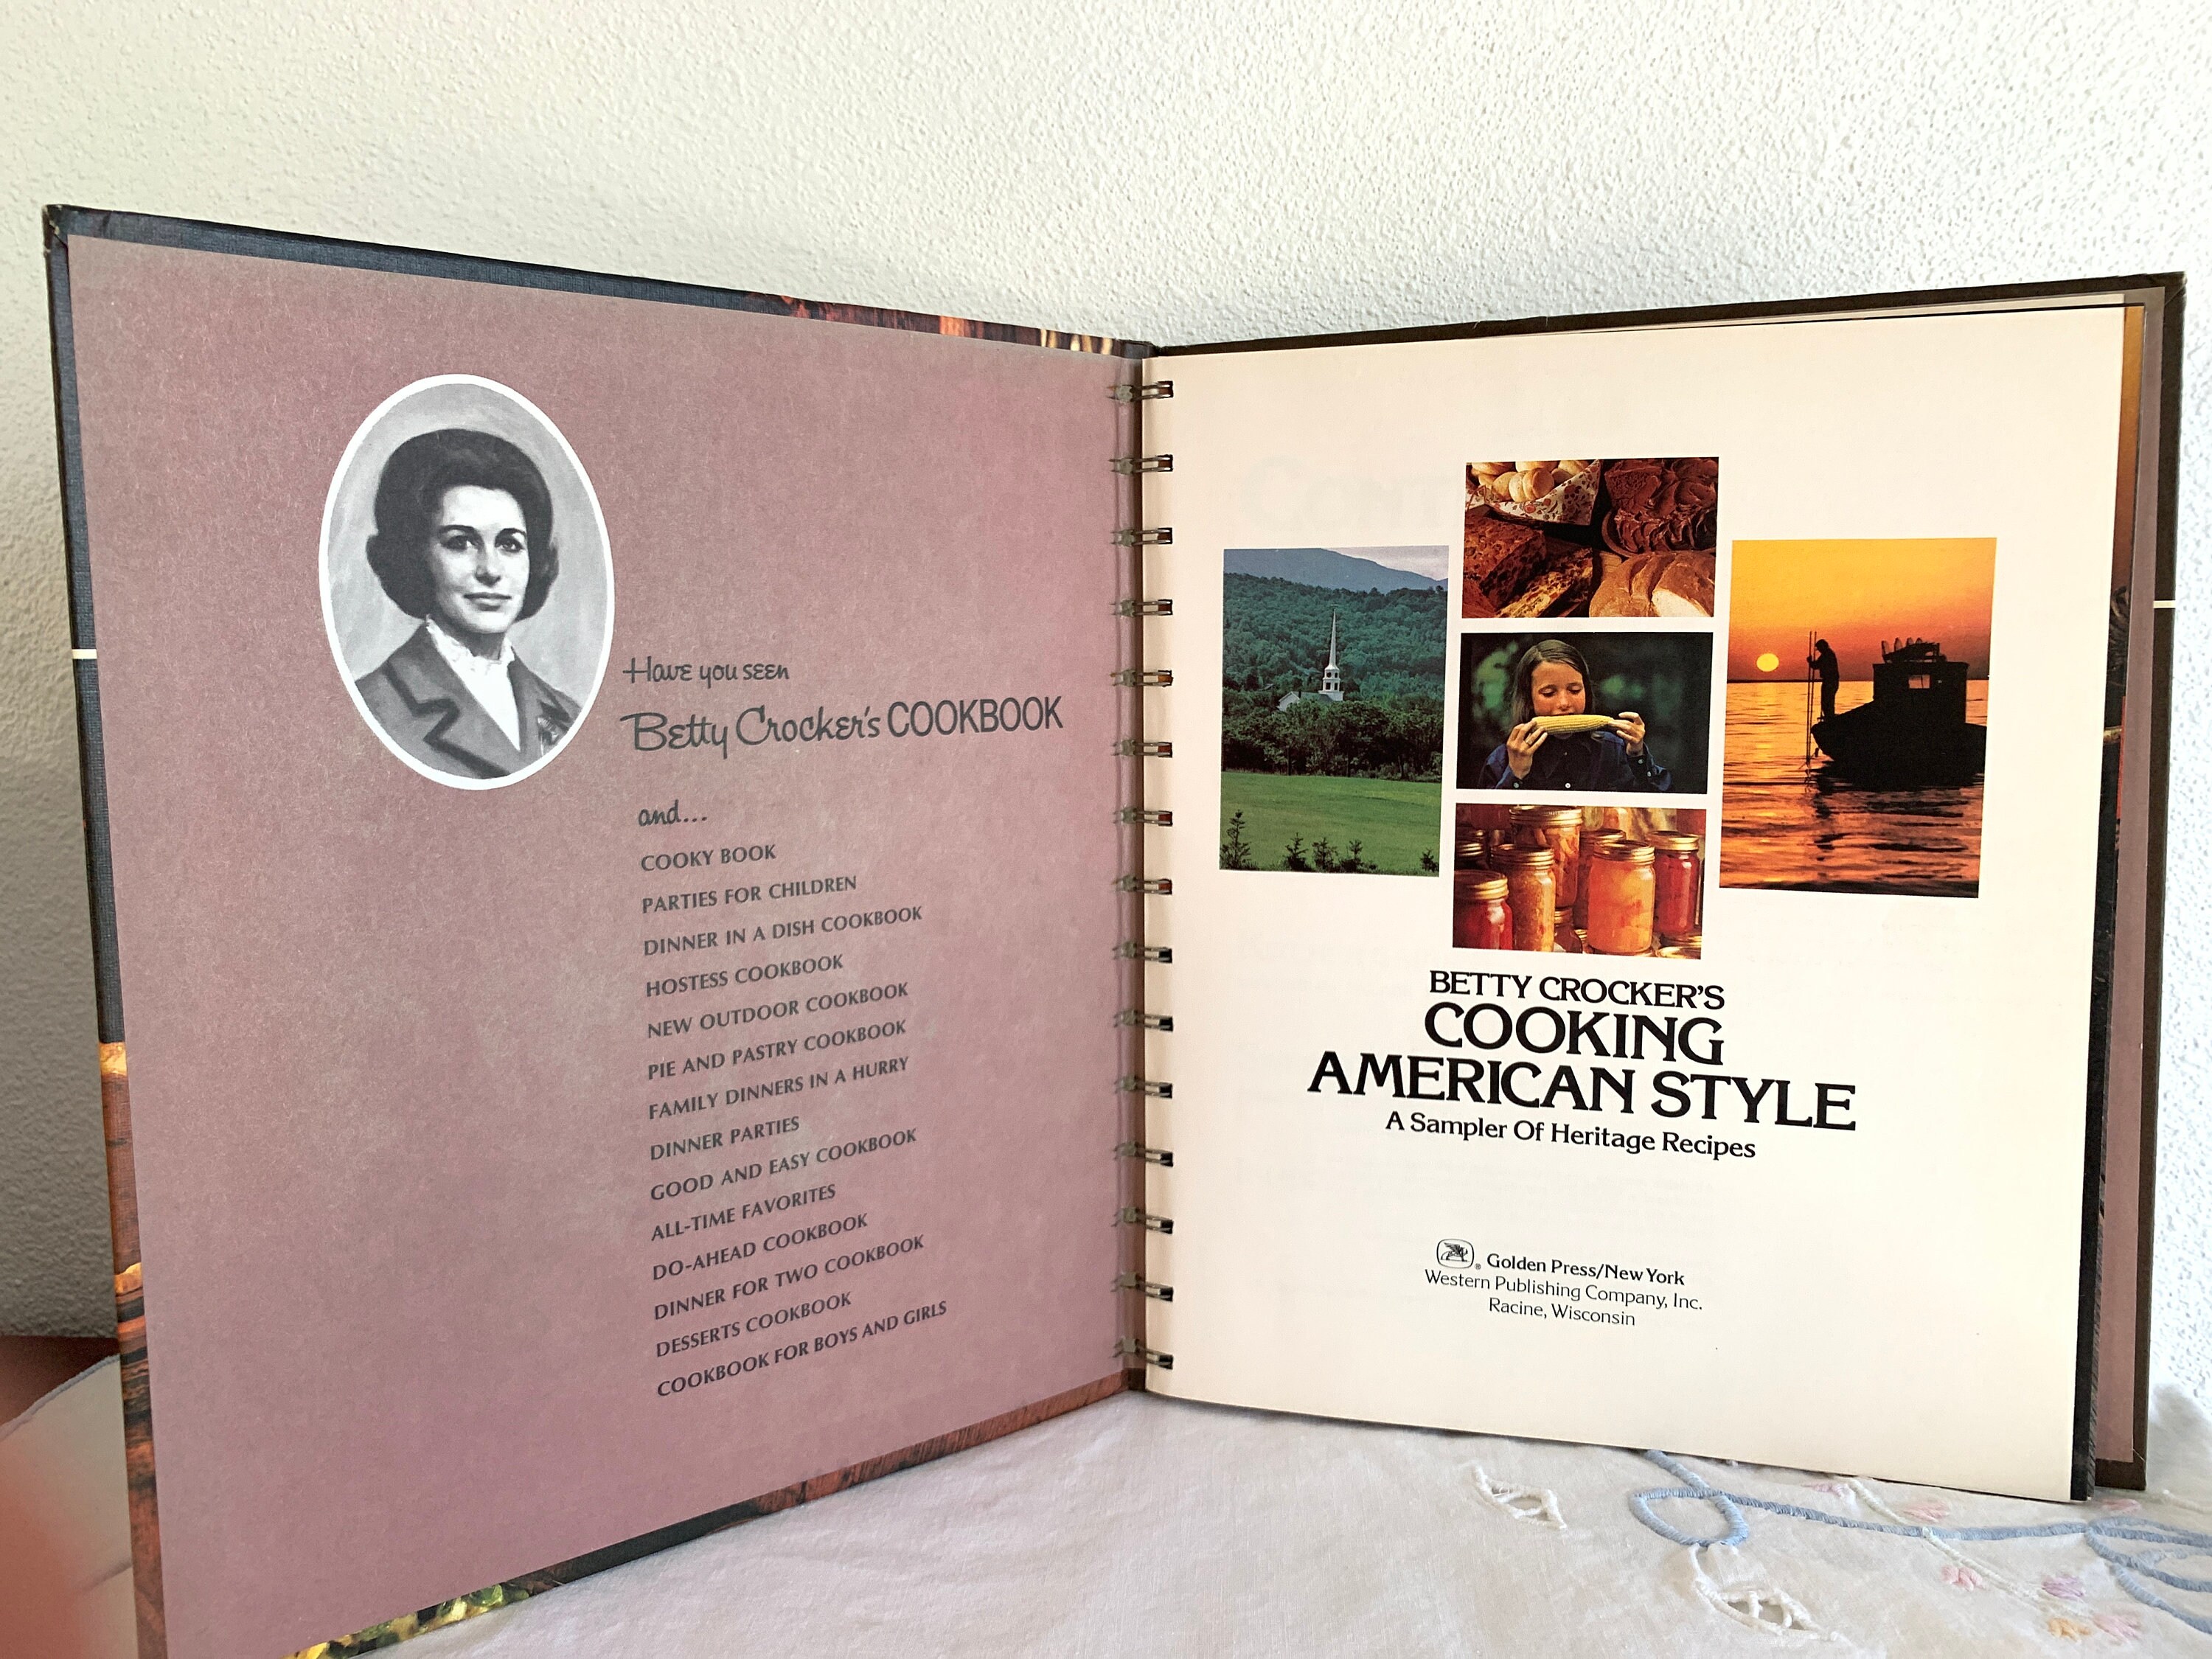 Have you seen
Betty Crocker's COOKBOOK
and...
COOKY BOOK
PARTIES FOR CHILDREN
DINNER IN A DISH COOKBOOK
HOSTESS COOKBOOK
NEW OUTDOOR COOKBOOK
PIE AND PASTRY COOKBOOK
FAMILY DINNERS IN A HURRY
DINNER PARTIES
GOOD AND EASY COOKBOOK
ALL-TIME FAVORITES
DO-AHEAD COOKBOOK
DINNER FOR TWO COOKBOOK
DESSERTS COOKBOOK
COOKBOOK FOR BOYS AND GIRLS
BETTY CROCKER'S
COOKING
AMERICAN STYLE
A Sampler Of Heritage Recipes
® Golden Press/New York
Western Publishing Company, Inc.
Racine, Wisconsin